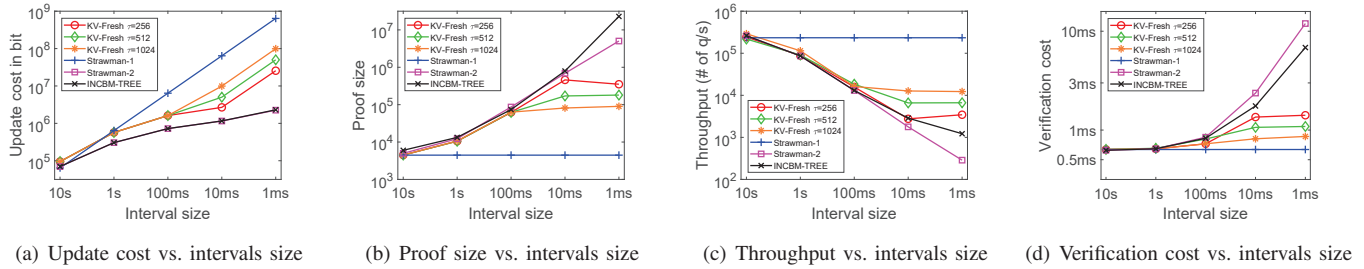 Update cost in bit
10^9
10^8
10^7
10^6
10^5
KV-Fresh τ=256
KV-Fresh τ=512
KV-Fresh τ=1024
Strawman-1
Strawman-2
INCBM-TREE
10s 1s 100ms 10ms 1ms
Interval size
(a) Update cost vs. intervals size
Proof size
10^7
10^6
10^5
10^4
10^3
KV-Fresh τ=256
KV-Fresh τ=512
KV-Fresh τ=1024
Strawman-1
Strawman-2
INCBM-TREE
10s 1s 100ms 10ms 1ms
Interval size
(b) Proof size vs. intervals size
Throughput (# of q/s)
10^6
10^5
10^4
10^3
10^2
KV-Fresh τ=256
KV-Fresh τ=512
KV-Fresh τ=1024
Strawman-1
Strawman-2
INCBM-TREE
10s 1s 100ms 10ms 1ms
Interval size
(c) Throughput vs. intervals size
Verification cost
10ms
3ms
1ms
0.5ms
KV-Fresh τ=256
KV-Fresh τ=512
KV-Fresh τ=1024
Strawman-1
Strawman-2
INCBM-TREE
10s 1s 100ms 10ms 1ms
Interval size
(d) Verification cost vs. intervals size